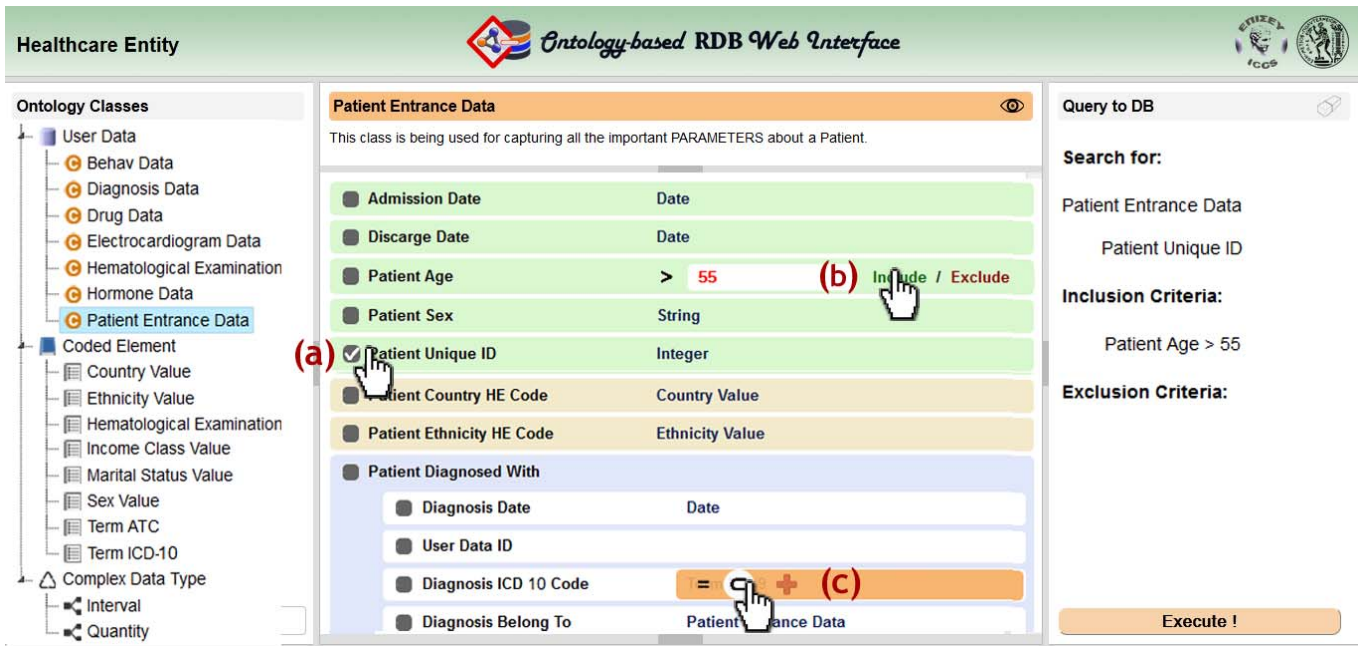 Healthcare Entity
Ontology-based RDB Web Interface
ΕΠΙΣΕΥ
ICCS
Ontology Classes
User Data
Behav Data
Diagnosis Data
Drug Data
Electrocardiogram Data
Hematological Examination
Hormone Data
Patient Entrance Data
Coded Element
Country Value
Ethnicity Value
Hematological Examination
Income Class Value
Marital Status Value
Sex Value
Term ATC
Term ICD-10
Complex Data Type
Interval
Quantity
Patient Entrance Data
This class is being used for capturing all the important PARAMETERS about a Patient.
Admission Date Date
Discarge Date Date
Patient Age > 55 (b) Include / Exclude
Patient Sex String
(a) Patient Unique ID Integer
Patient Country HE Code Country Value
Patient Ethnicity HE Code Ethnicity Value
Patient Diagnosed With
Diagnosis Date Date
User Data ID
Diagnosis ICD 10 Code = ⊂ + (c)
Diagnosis Belong To Patient Entrance Data
Query to DB
Search for:
Patient Entrance Data
Patient Unique ID
Inclusion Criteria:
Patient Age > 55
Exclusion Criteria:
Execute !